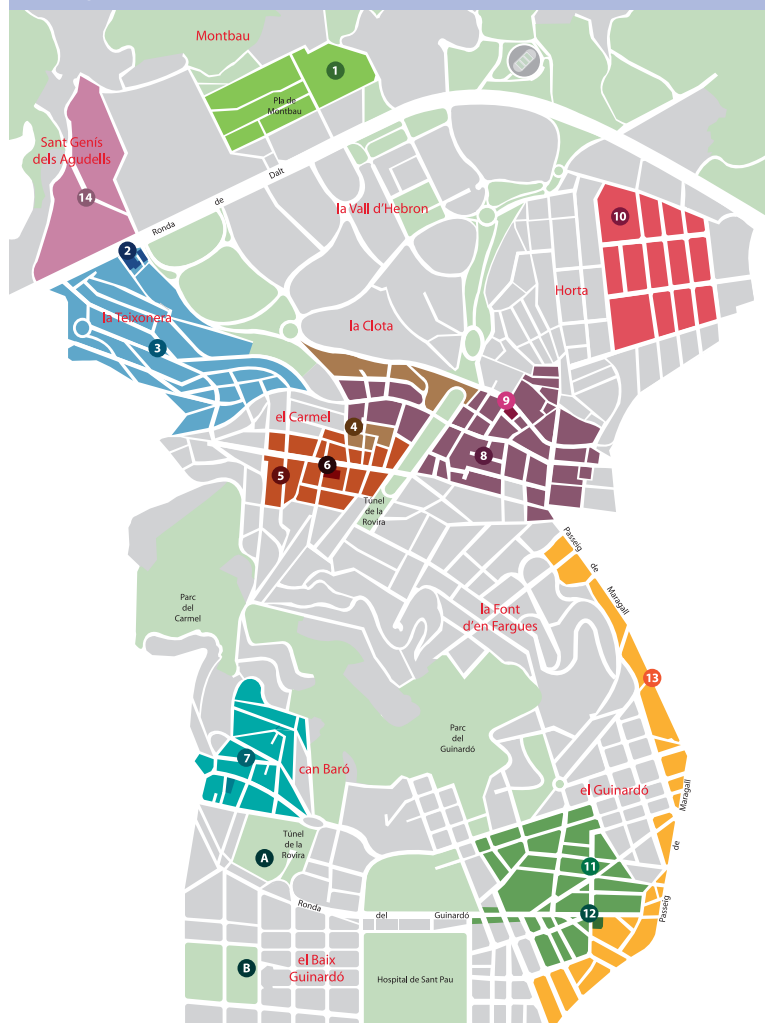 Montbau
1
Pla de
Montbau
Sant Genís
dels Agudells
14
Ronda
de
Dalt
la Vall d'Hebron
10
2
Horta
la Teixonera
3
la Clota
9
el Carmel
4
8
6
5
Túnel
de la
Rovira
Passeig
de
Maragall
Parc
del
Carmel
la Font
d'en Fargues
13
Parc
del
Guinardó
7
can Baró
el Guinardó
Maragall
Túnel
de la
Rovira
A
de
11
Ronda
del
Guinardó
12
Passeig
B
el Baix
Guinardó
Hospital de Sant Pau